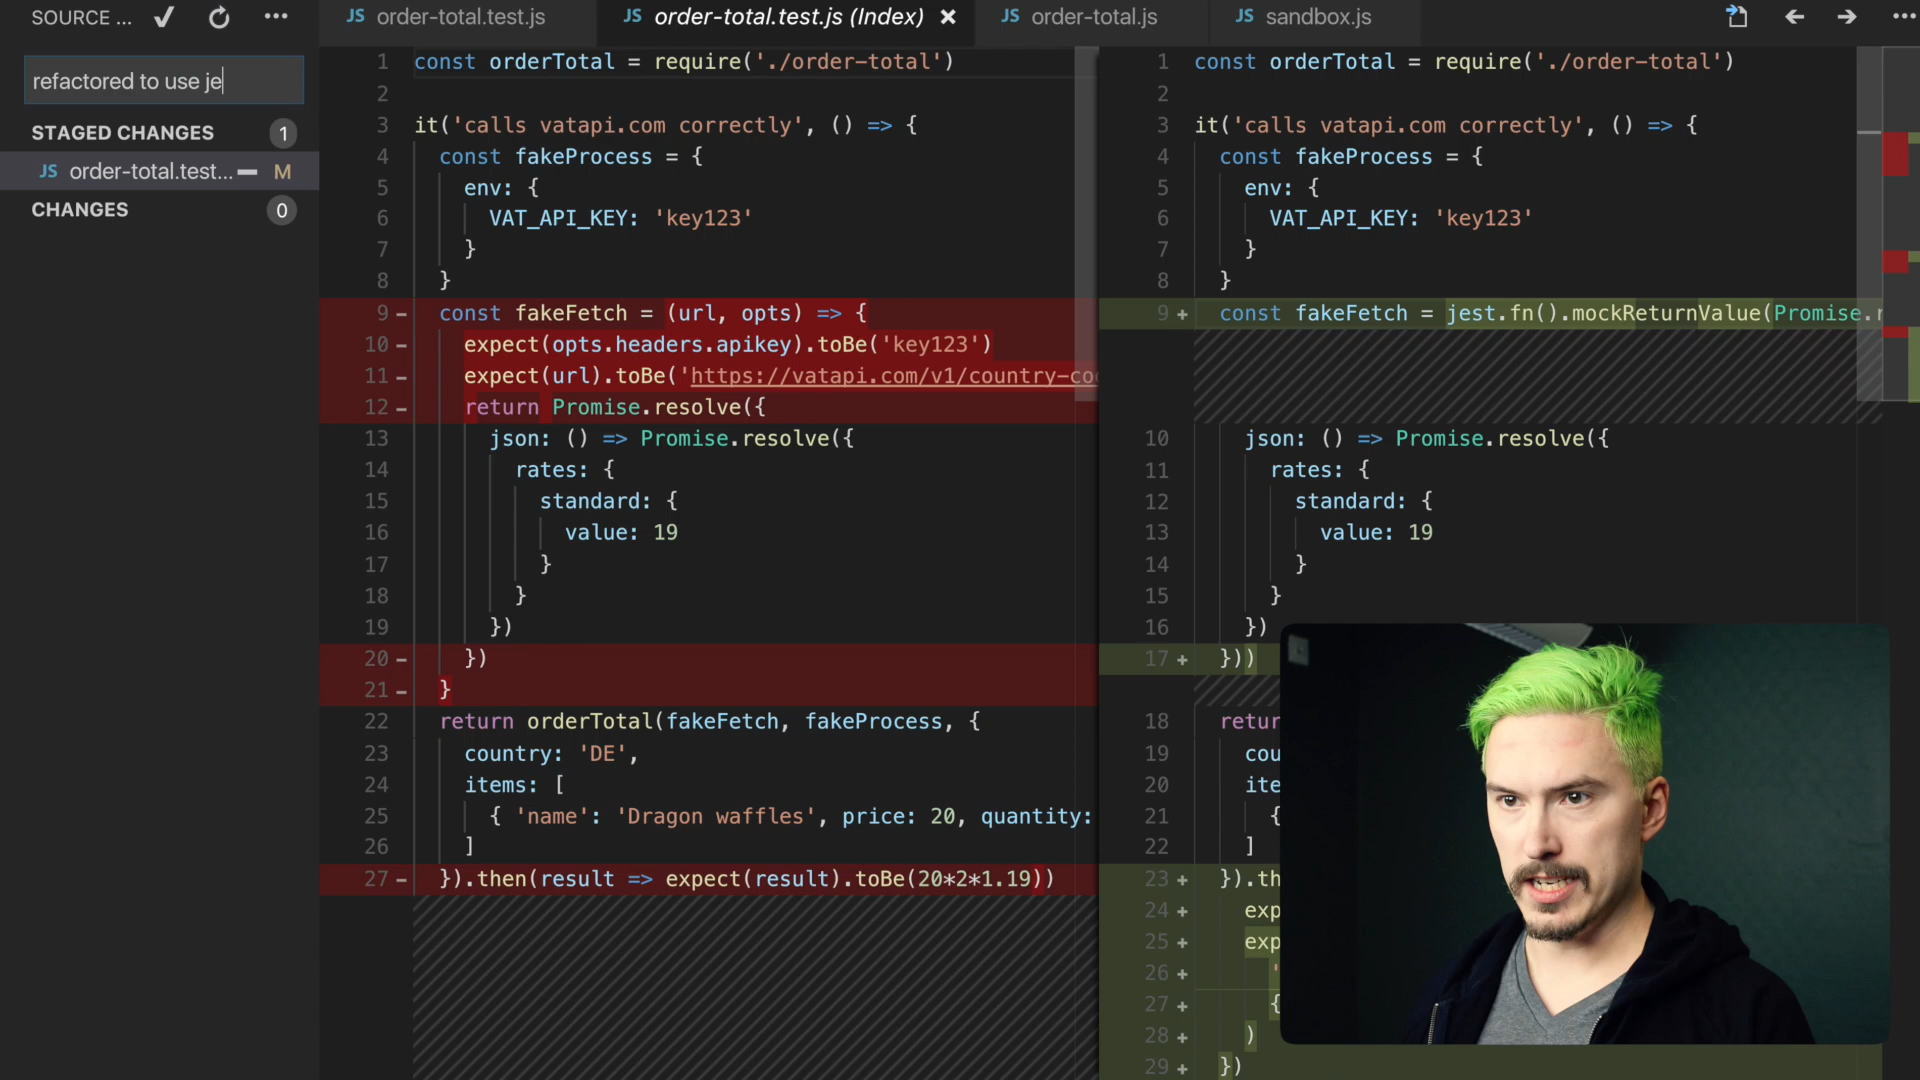 SOURCE ...
refactored to use je
STAGED CHANGES 1
JS order-total.test... M
CHANGES 0
JS order-total.test.js
JS order-total.test.js (Index)
JS order-total.js
JS sandbox.js
1 const orderTotal = require('./order-total')
2
3 it('calls vatapi.com correctly', () => {
4 const fakeProcess = {
5 env: {
6 VAT_API_KEY: 'key123'
7 }
8 }
9 - const fakeFetch = (url, opts) => {
10 - expect(opts.headers.apikey).toBe('key123')
11 - expect(url).toBe('https://vatapi.com/v1/country-co
12 - return Promise.resolve({
13 json: () => Promise.resolve({
14 rates: {
15 standard: {
16 value: 19
17 }
18 }
19 })
20 - })
21 - }
22 return orderTotal(fakeFetch, fakeProcess, {
23 country: 'DE',
24 items: [
25 { 'name': 'Dragon waffles', price: 20, quantity:
26 ]
27 - }).then(result => expect(result).toBe(20*2*1.19))
1 const orderTotal = require('./order-total')
2
3 it('calls vatapi.com correctly', () => {
4 const fakeProcess = {
5 env: {
6 VAT_API_KEY: 'key123'
7 }
8 }
9 + const fakeFetch = jest.fn().mockReturnValue(Promise.r
10 json: () => Promise.resolve({
11 rates: {
12 standard: {
13 value: 19
14 }
15 }
16 })
17 + }))
18 retur
19 cou
20 ite
21 {
22 ]
23 + }).th
24 + exp
25 + exp
26 + '
27 + {
28 + )
29 + })